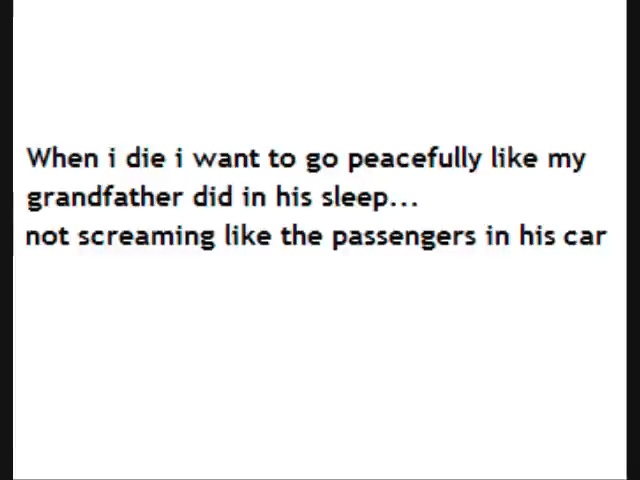 When i die i want to go peacefully like my
grandfather did in his sleep...
not screaming like the passengers in his car